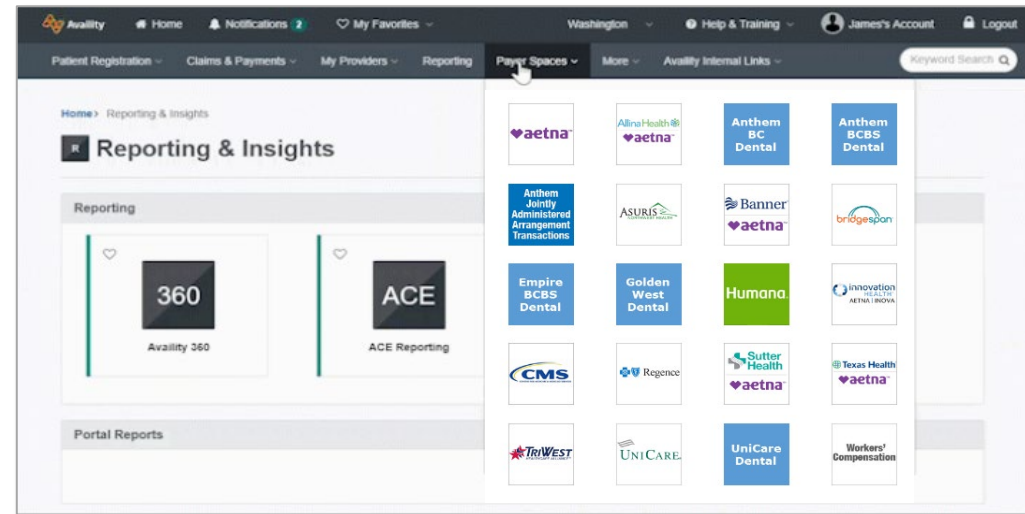 Availity
Home
Notifications 2
My Favorites
Washington
Help & Training
James's Account
Logout
Patient Registration
Claims & Payments
My Providers
Reporting
Payer Spaces
More
Availity Internal Links
Keyword Search
Home> Reporting & Insights
R Reporting & Insights
Reporting
360
Availity 360
ACE
ACE Reporting
Portal Reports
aetna
Allina Health
aetna
Anthem
BC
Dental
Anthem
BCBS
Dental
Anthem
Jointly
Administered
Arrangement
Transactions
ASURIS
Banner
aetna
bridgespan
Empire
BCBS
Dental
Golden
West
Dental
Humana.
innovation
HEALTH
AETNA | INOVA
CMS
Regence
Sutter
Health
aetna
Texas Health
aetna
TRIWEST
UNICARE.
UniCare
Dental
Workers'
Compensation